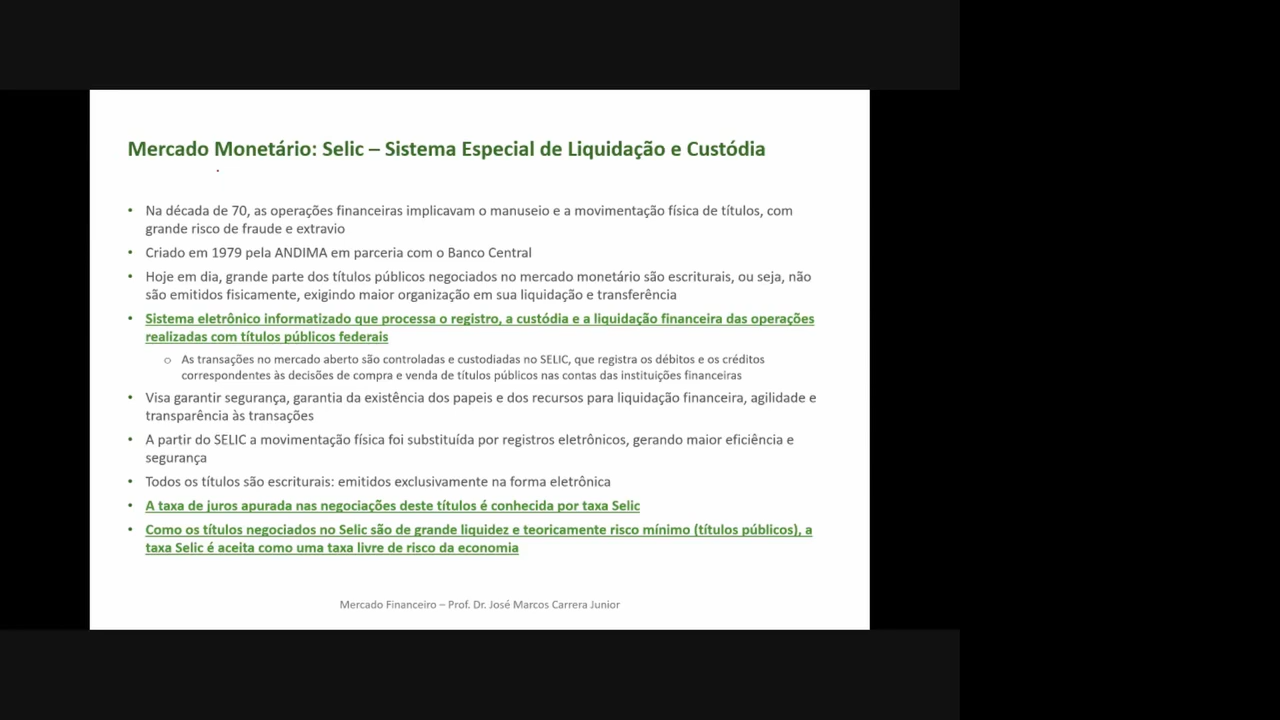 Mercado Monetário: Selic – Sistema Especial de Liquidação e Custódia
• Na década de 70, as operações financeiras implicavam o manuseio e a movimentação física de títulos, com
grande risco de fraude e extravio
• Criado em 1979 pela ANDIMA em parceria com o Banco Central
• Hoje em dia, grande parte dos títulos públicos negociados no mercado monetário são escriturais, ou seja, não
são emitidos fisicamente, exigindo maior organização em sua liquidação e transferência
• Sistema eletrônico informatizado que processa o registro, a custódia e a liquidação financeira das operações
realizadas com títulos públicos federais
o As transações no mercado aberto são controladas e custodiadas no SELIC, que registra os débitos e os créditos
correspondentes às decisões de compra e venda de títulos públicos nas contas das instituições financeiras
• Visa garantir segurança, garantia da existência dos papeis e dos recursos para liquidação financeira, agilidade e
transparência às transações
• A partir do SELIC a movimentação física foi substituída por registros eletrônicos, gerando maior eficiência e
segurança
• Todos os títulos são escriturais: emitidos exclusivamente na forma eletrônica
• A taxa de juros apurada nas negociações deste títulos é conhecida por taxa Selic
• Como os títulos negociados no Selic são de grande liquidez e teoricamente risco mínimo (títulos públicos), a
taxa Selic é aceita como uma taxa livre de risco da economia
Mercado Financeiro – Prof. Dr. José Marcos Carrera Junior